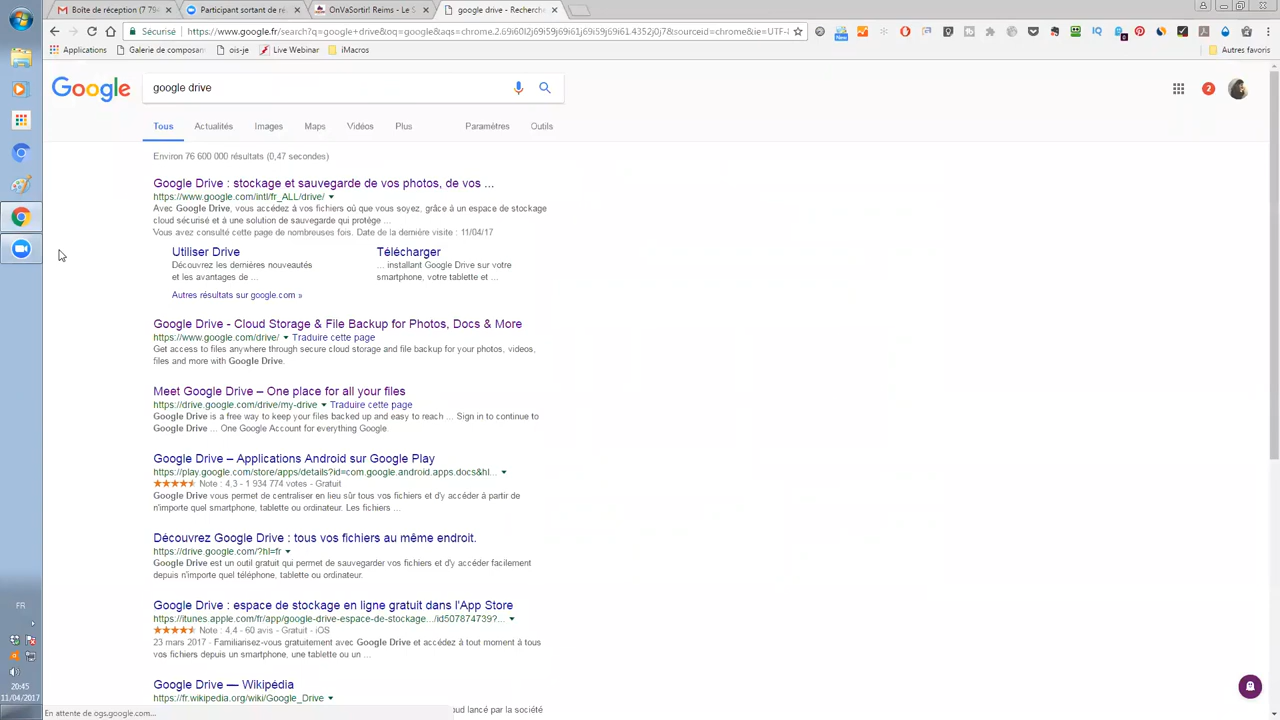 Boîte de réception (7 79
Participant sortant de ré
OnVaSortir! Reims - Le S
google drive - Recherche
Sécurisé
https://www.google.fr/search?q=google+drive&oq=google&aqs=chrome.2.69i60l2j69i59j69i61.4352j0j7&sourceid=chrome&ie=UTF-8
Applications
Galerie de composan
ois-je
Live Webinar
iMacros
Autres favoris
Google
google drive
2
Tous
Actualités
Images
Maps
Vidéos
Plus
Paramètres
Outils
Environ 76 600 000 résultats (0,47 secondes)
Google Drive : stockage et sauvegarde de vos photos, de vos ...
https://www.google.com/intl/fr_ALL/drive/
Avec Google Drive, vous accédez à vos fichiers où que vous soyez, grâce à un espace de stockage
cloud sécurisé et à une solution de sauvegarde qui protège ...
Vous avez consulté cette page de nombreuses fois. Date de la dernière visite : 11/04/17
Utiliser Drive
Découvrez les dernières nouveautés
et les avantages de ...
Télécharger
... installant Google Drive sur votre
smartphone, votre tablette et ...
Autres résultats sur google.com »
Google Drive - Cloud Storage & File Backup for Photos, Docs & More
https://www.google.com/drive/ Traduire cette page
Get access to files anywhere through secure cloud storage and file backup for your photos, videos,
files and more with Google Drive.
Meet Google Drive – One place for all your files
https://drive.google.com/drive/my-drive Traduire cette page
Google Drive is a free way to keep your files backed up and easy to reach ... Sign in to continue to
Google Drive ... One Google Account for everything Google.
Google Drive – Applications Android sur Google Play
https://play.google.com/store/apps/details?id=com.google.android.apps.docs&hl...
Note : 4,3 - 1 934 774 votes - Gratuit
Google Drive vous permet de centraliser en lieu sûr tous vos fichiers et d'y accéder à partir de
n'importe quel smartphone, tablette ou ordinateur. Les fichiers ...
Découvrez Google Drive : tous vos fichiers au même endroit.
https://drive.google.com/?hl=fr
Google Drive est un outil gratuit qui permet de sauvegarder vos fichiers et d'y accéder facilement
depuis n'importe quel téléphone, tablette ou ordinateur.
Google Drive : espace de stockage en ligne gratuit dans l'App Store
https://itunes.apple.com/fr/app/google-drive-espace-de-stockage.../id507874739?...
Note : 4,4 - 60 avis - Gratuit - iOS
23 mars 2017 - Familiarisez-vous gratuitement avec Google Drive et accédez à tout moment à tous
vos fichiers depuis un smartphone, une tablette ou un ...
Google Drive — Wikipédia
https://fr.wikipedia.org/wiki/Google_Drive
oud lancé par la société
En attente de ogs.google.com...
FR
20:45
11/04/2017